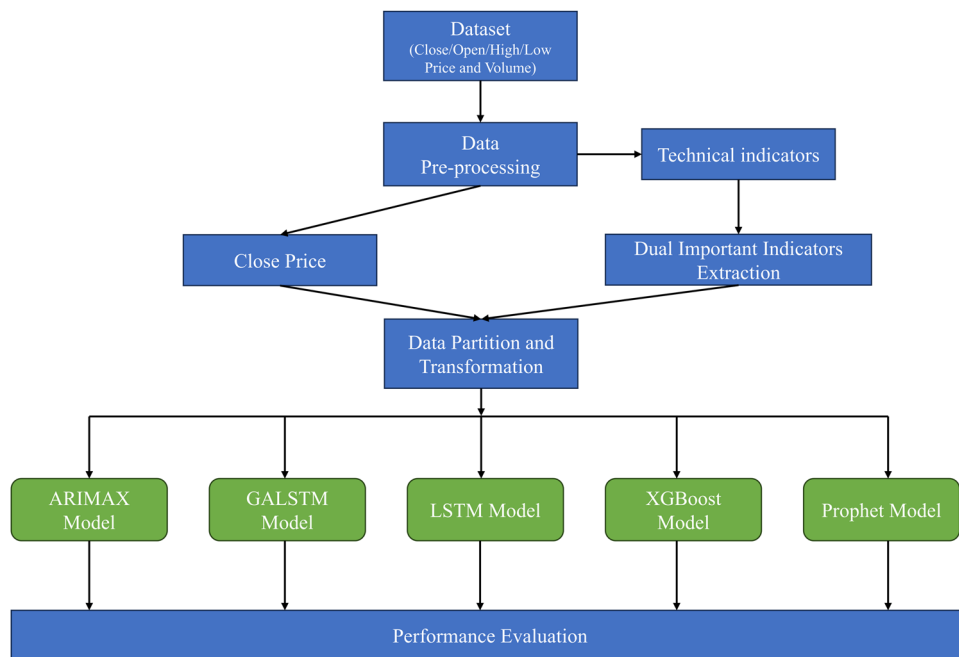 Dataset
(Close/Open/High/Low
Price and Volume)
Data
Pre-processing
Technical indicators
Close Price
Dual Important Indicators
Extraction
Data Partition and
Transformation
ARIMAX
Model
GALSTM
Model
LSTM Model
XGBoost
Model
Prophet Model
Performance Evaluation